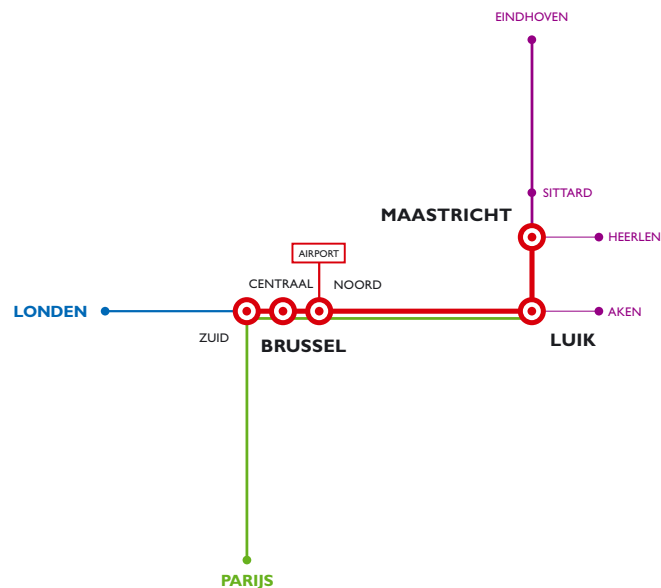 EINDHOVEN
SITTARD
MAASTRICHT
HEERLEN
AIRPORT
CENTRAAL
NOORD
LONDEN
AKEN
ZUID
BRUSSEL
LUIK
PARIJS